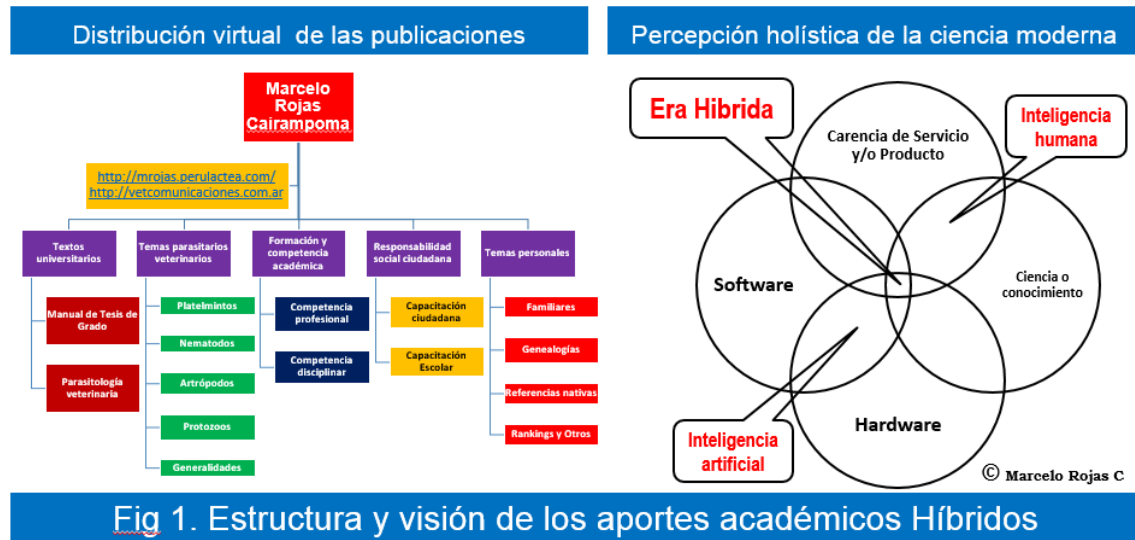 Distribución virtual de las publicaciones
Marcelo
Rojas
Cairampoma
http://mrojas.perulactea.com/
http://vetcomunicaciones.com.ar
Textos
universitarios
Manual de Tesis de
Grado
Parasitología
veterinaria
Temas parasitarios
veterinarios
Platelmintos
Nematodos
Artrópodos
Protozoos
Generalidades
Formación y
competencia
académica
Competencia
profesional
Competencia
disciplinar
Responsabilidad
social ciudadana
Capacitación
ciudadana
Capacitación
Escolar
Temas personales
Familiares
Genealogías
Referencias nativas
Rankings y Otros
Percepción holística de la ciencia moderna
Era Hibrida
Carencia de Servicio
y/o Producto
Inteligencia
humana
Software
Ciencia o
conocimiento
Hardware
Inteligencia
artificial
© Marcelo Rojas C
Fig 1. Estructura y visión de los aportes académicos Híbridos